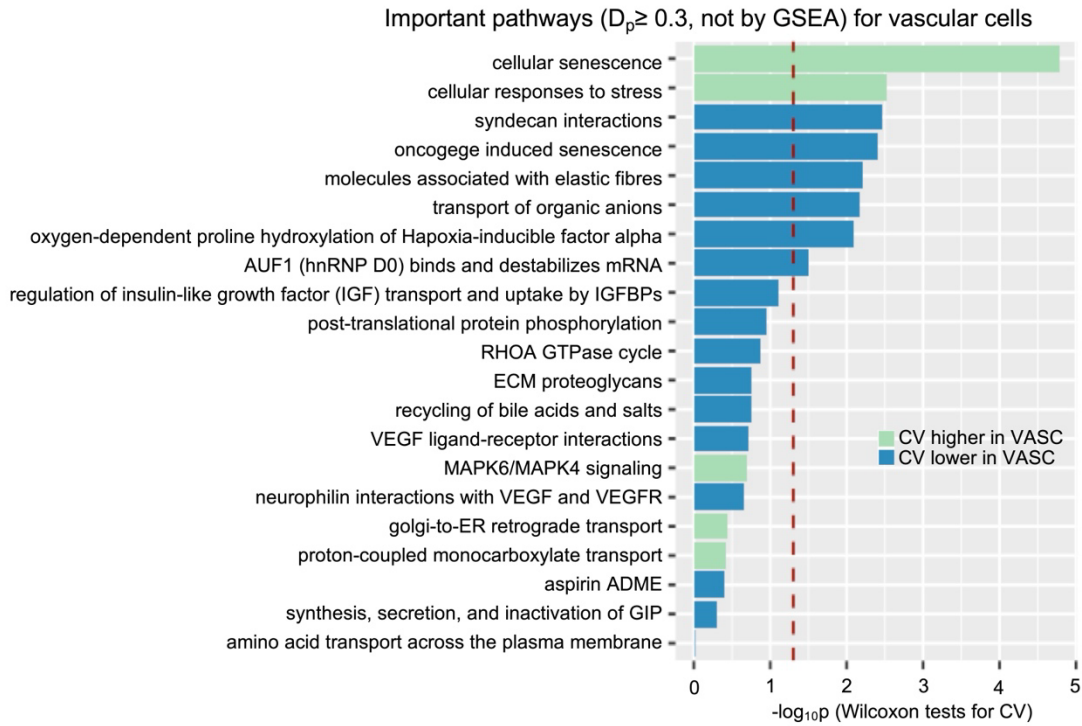 Important pathways (Dp≥ 0.3, not by GSEA) for vascular cells
cellular senescence
cellular responses to stress
syndecan interactions
oncogege induced senescence
molecules associated with elastic fibres
transport of organic anions
oxygen-dependent proline hydroxylation of Hapoxia-inducible factor alpha
AUF1 (hnRNP D0) binds and destabilizes mRNA
regulation of insulin-like growth factor (IGF) transport and uptake by IGFBPs
post-translational protein phosphorylation
RHOA GTPase cycle
ECM proteoglycans
recycling of bile acids and salts
VEGF ligand-receptor interactions
MAPK6/MAPK4 signaling
neurophilin interactions with VEGF and VEGFR
golgi-to-ER retrograde transport
proton-coupled monocarboxylate transport
aspirin ADME
synthesis, secretion, and inactivation of GIP
amino acid transport across the plasma membrane
CV higher in VASC
CV lower in VASC
0 1 2 3 4 5
-log₁₀p (Wilcoxon tests for CV)